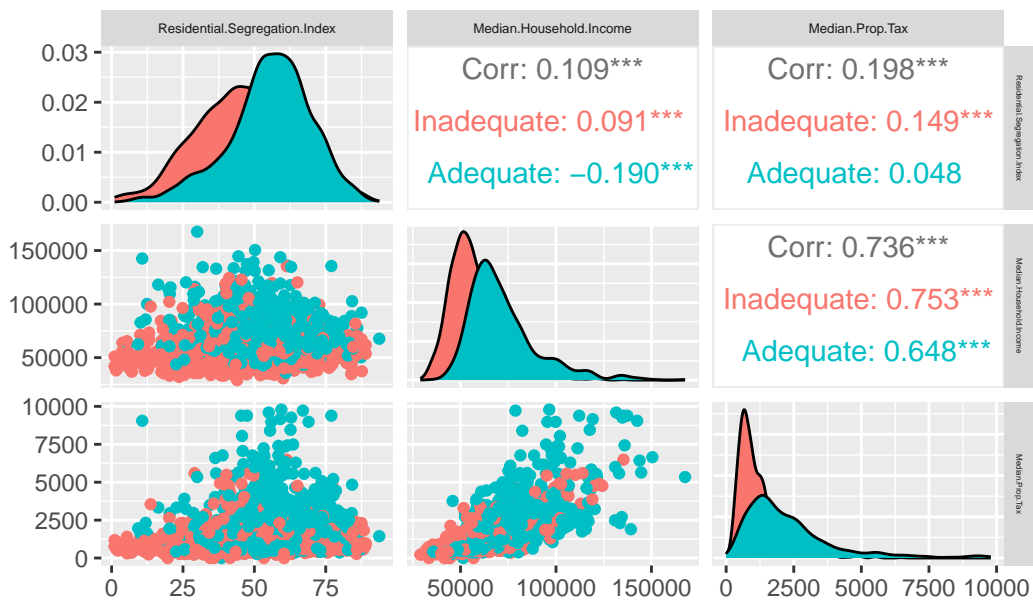 Residential.Segregation.Index
Median.Household.Income
Median.Prop.Tax
0.03
0.02
0.01
0.00
Corr: 0.109***
Inadequate: 0.091***
Adequate: −0.190***
Corr: 0.198***
Inadequate: 0.149***
Adequate: 0.048
Residential.Segregation.Index
150000
100000
50000
Corr: 0.736***
Inadequate: 0.753***
Adequate: 0.648***
Median.Household.Income
10000
7500
5000
2500
0
Median.Prop.Tax
0
25
50
75
50000
100000
150000
0
2500
5000
7500
10000